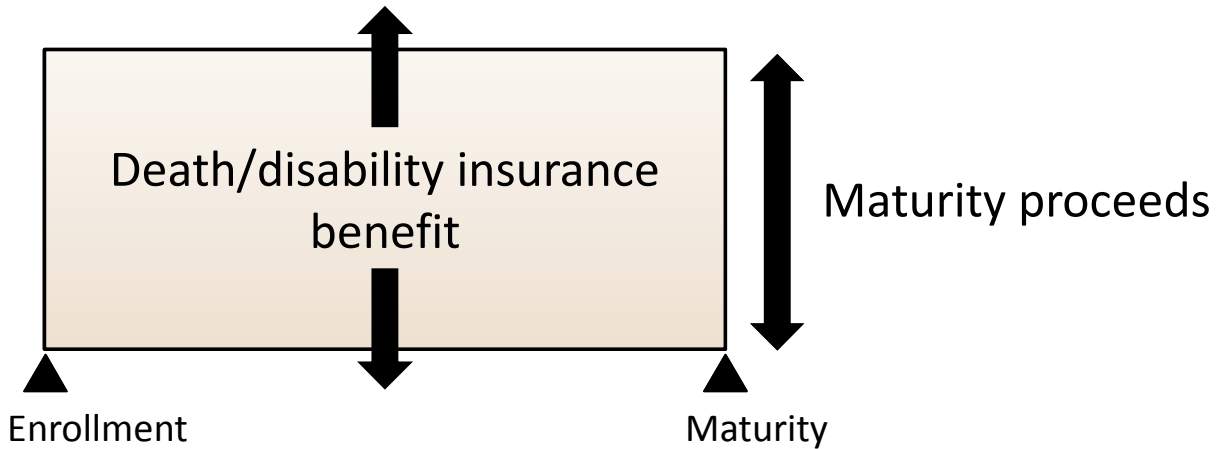 Death/disability insurance
benefit
Maturity proceeds
Enrollment
Maturity